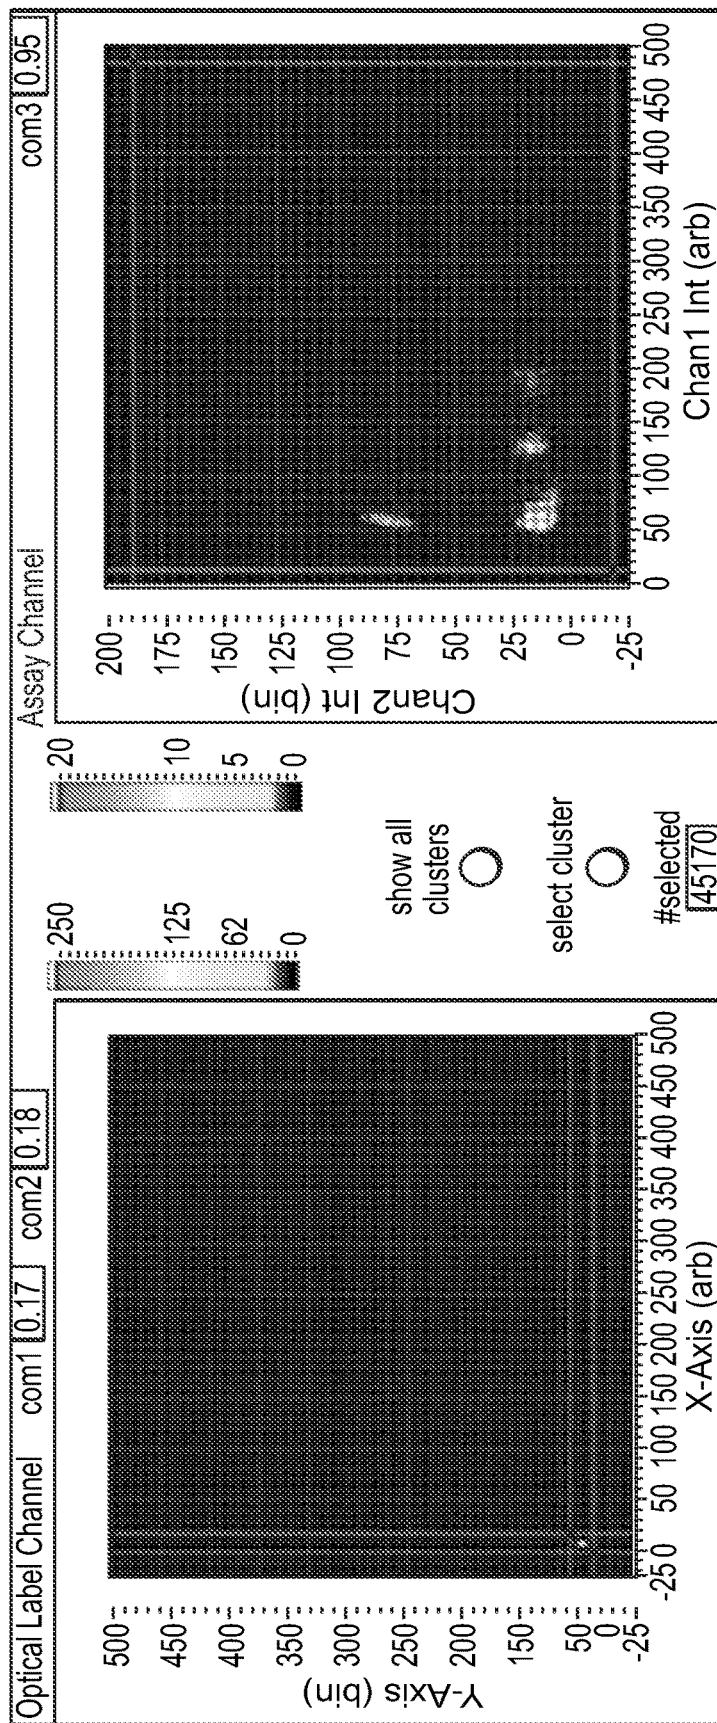 Optical Label Channel com1 0.17 com2 0.18
500
450
400
350
300
250
200
150
100
50
0
-25
Y-Axis (bin)
-25 0 50 100 150 200 250 300 350 400 450 500
X-Axis (arb)
250
125
62
0
20
10
5
0
show all
clusters
select cluster
#selected
45170
Assay Channel com3 0.95
200
175
150
125
100
75
50
25
0
-25
Chan2 Int (bin)
0 50 100 150 200 250 300 350 400 450 500
Chan1 Int (arb)